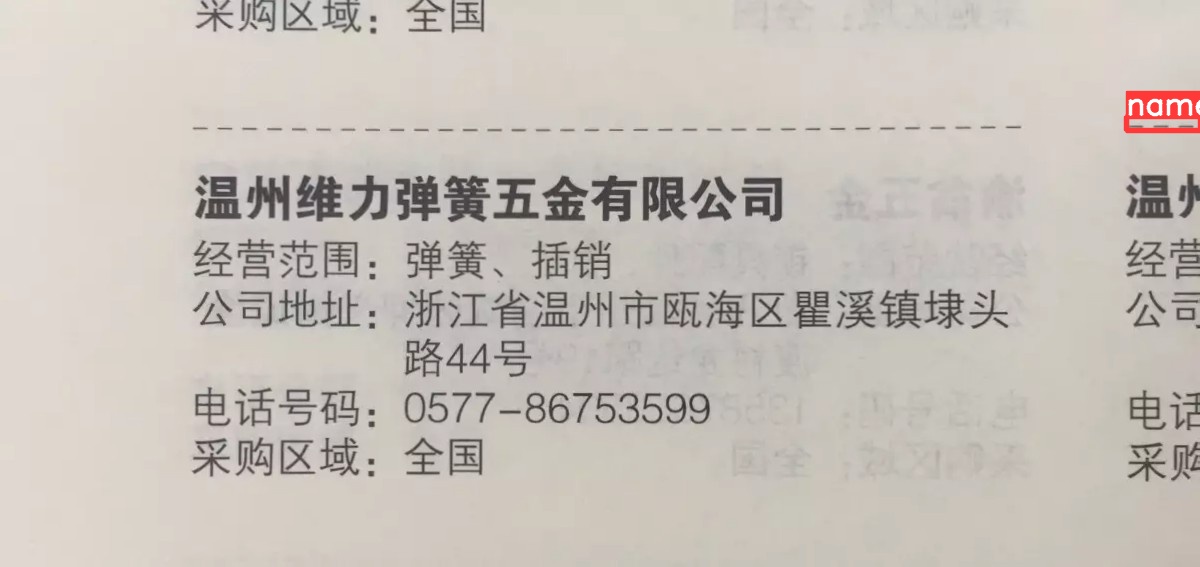 采购区域：全国
name
温州维力弹簧五金有限公司
温州
经营范围：弹簧、插销
经营
公司地址：浙江省温州市瓯海区瞿溪镇埭头
公司
路44号
电话号码：0577-86753599
电话
采购区域：全国
采购